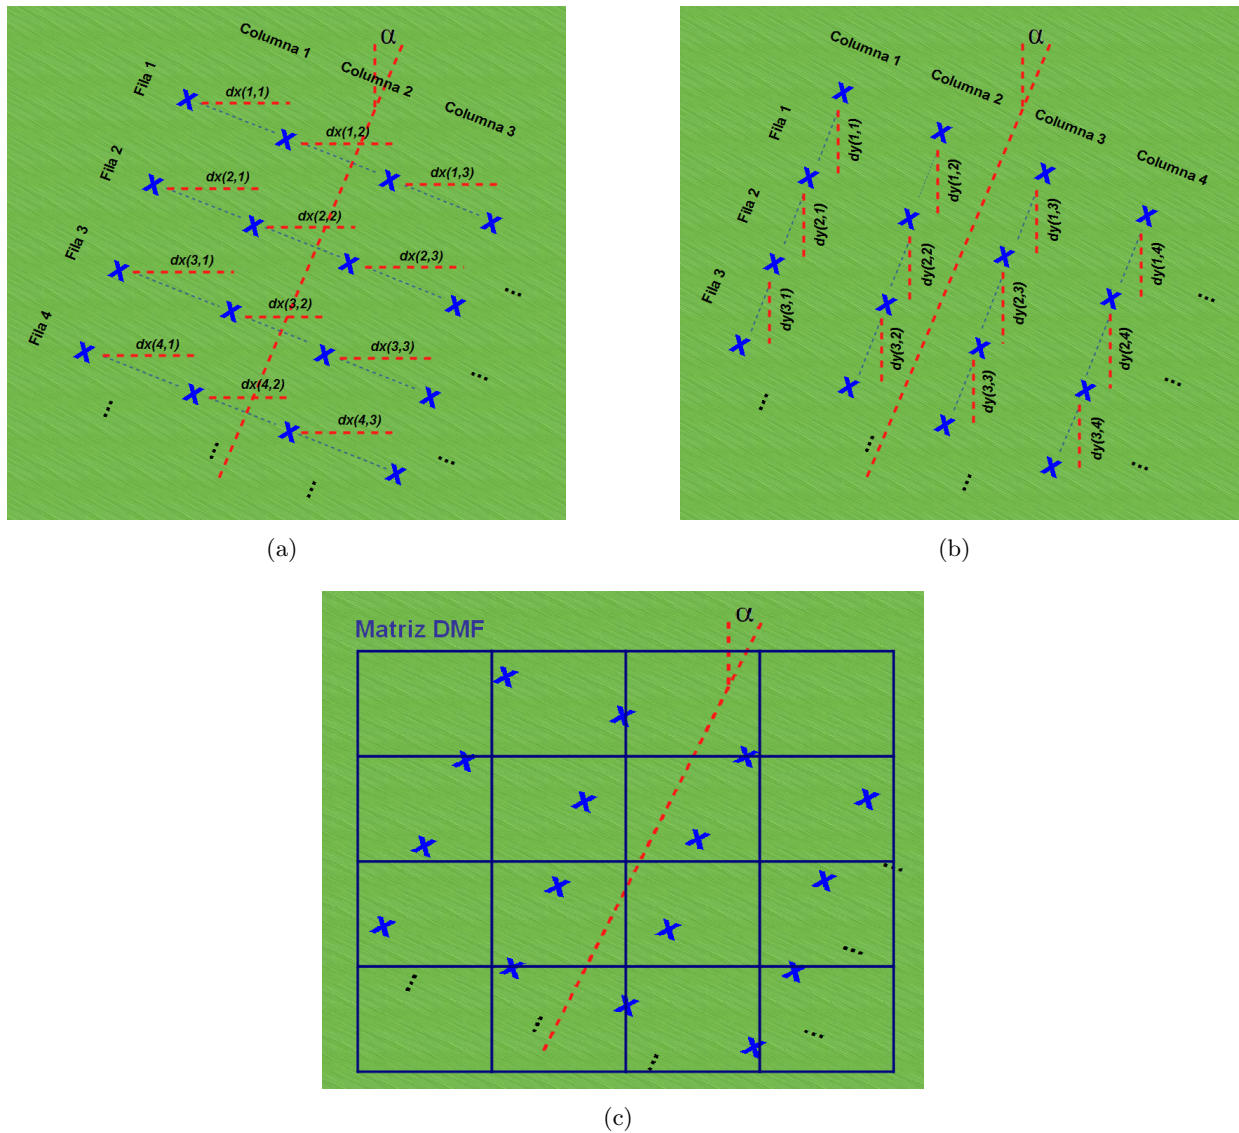 α
Columna 1
Columna 2
Columna 3
Fila 1
dx(1,1)
dx(1,2)
dx(1,3)
Fila 2
dx(2,1)
dx(2,2)
dx(2,3)
Fila 3
dx(3,1)
dx(3,2)
dx(3,3)
Fila 4
dx(4,1)
dx(4,2)
dx(4,3)
(a)
α
Columna 1
Columna 2
Columna 3
Columna 4
Fila 1
dy(1,1)
dy(1,2)
dy(1,3)
dy(1,4)
Fila 2
dy(2,1)
dy(2,2)
dy(2,3)
dy(2,4)
Fila 3
dy(3,1)
dy(3,2)
dy(3,3)
dy(3,4)
(b)
α
Matriz DMF
(c)